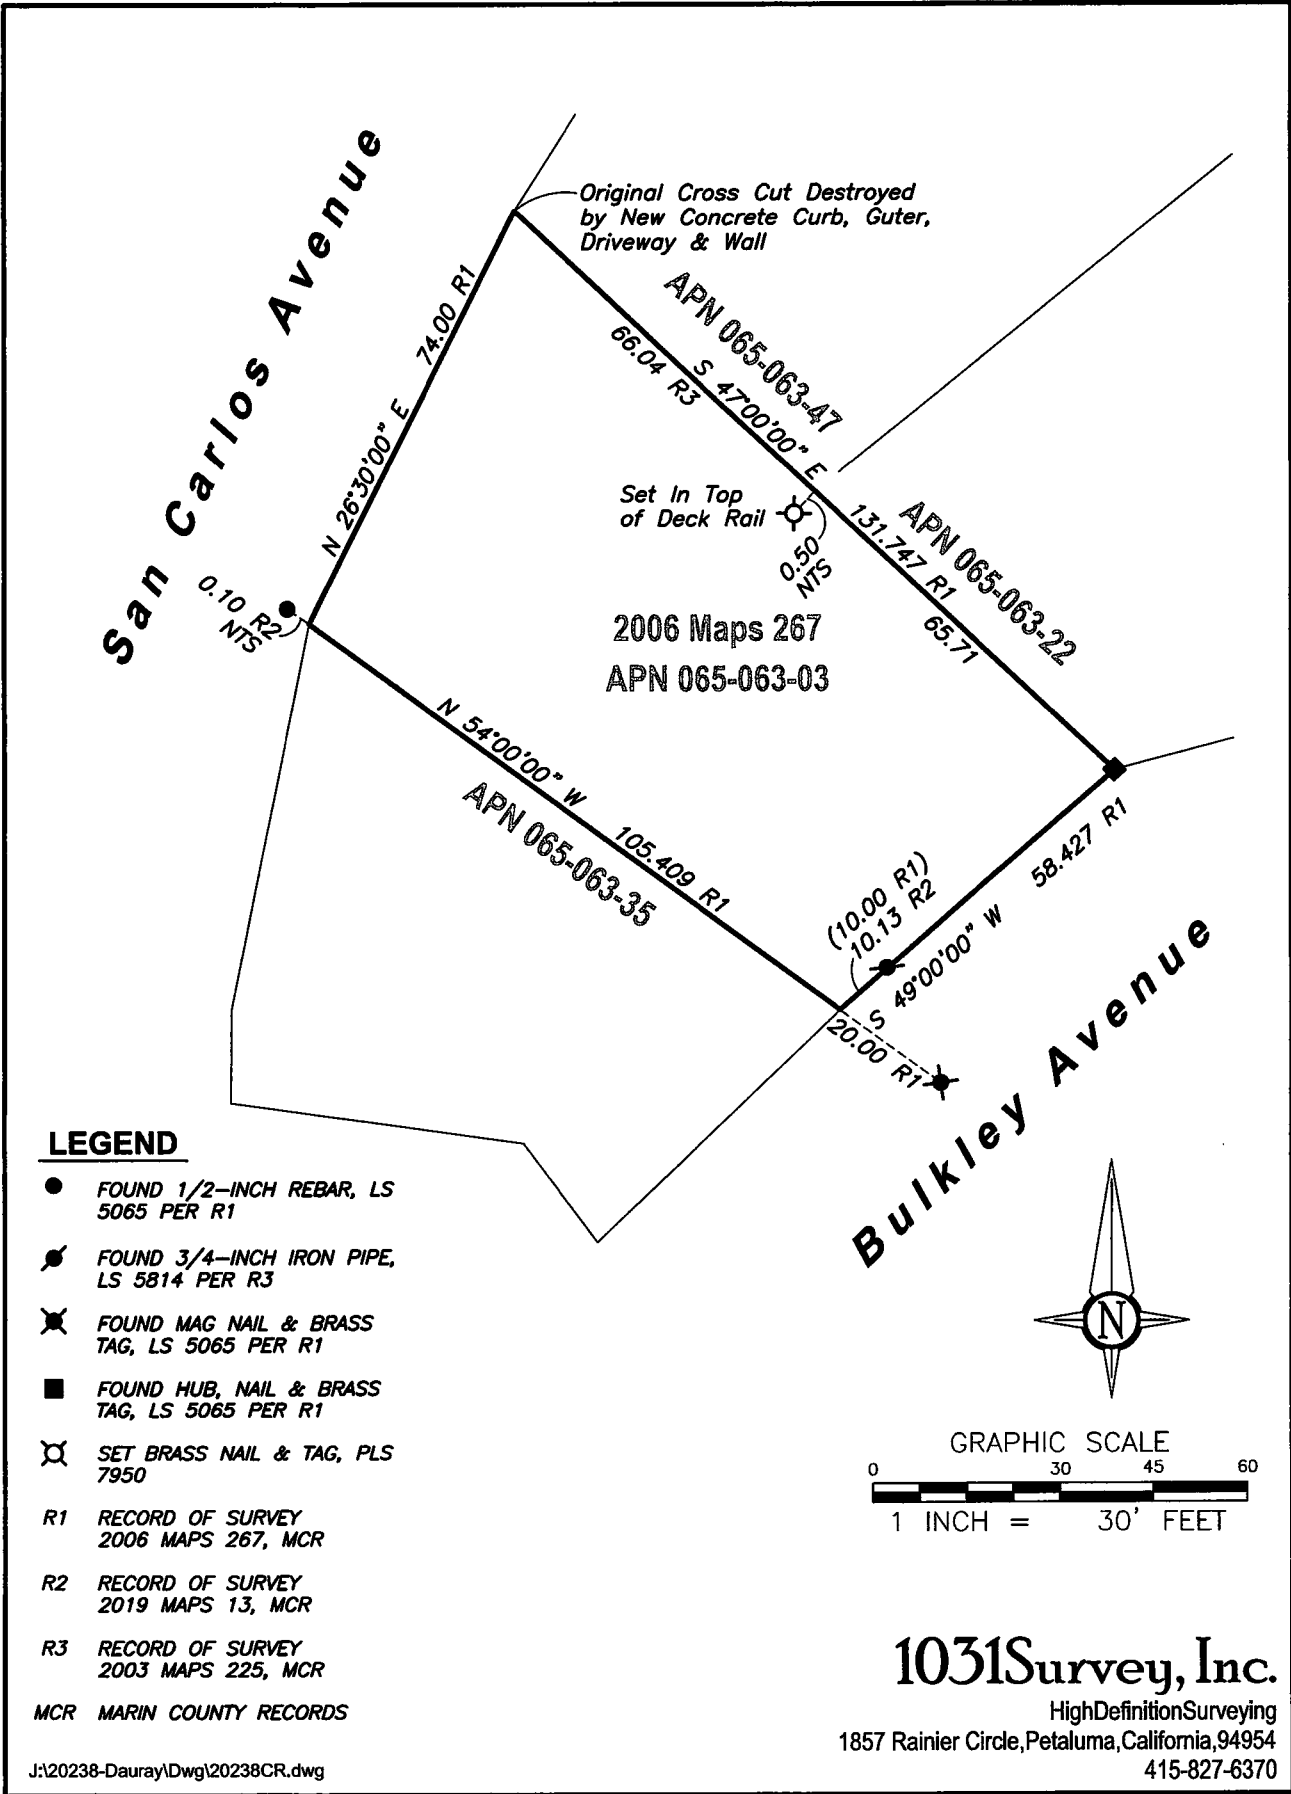 San Carlos Avenue
Original Cross Cut Destroyed
by New Concrete Curb, Guter,
Driveway & Wall
74.00 R1
N 26°30'00" E
APN 065-063-47
66.04 R3
S 47°00'00" E
Set In Top
of Deck Rail
0.50
NTS
131.747 R1
APN 065-063-22
65.71
0.10 R2
NTS
2006 Maps 267
APN 065-063-03
N 54°00'00" W
105.409 R1
APN 065-063-35
(10.00 R1)
10.13 R2
58.427 R1
S 49°00'00" W
20.00 R1
Bulkley Avenue
LEGEND
FOUND 1/2-INCH REBAR, LS
5065 PER R1
FOUND 3/4-INCH IRON PIPE,
LS 5814 PER R3
FOUND MAG NAIL & BRASS
TAG, LS 5065 PER R1
FOUND HUB, NAIL & BRASS
TAG, LS 5065 PER R1
SET BRASS NAIL & TAG, PLS
7950
R1 RECORD OF SURVEY
2006 MAPS 267, MCR
R2 RECORD OF SURVEY
2019 MAPS 13, MCR
R3 RECORD OF SURVEY
2003 MAPS 225, MCR
MCR MARIN COUNTY RECORDS
J:\20238-Dauray\Dwg\20238CR.dwg
N
GRAPHIC SCALE
0 30 45 60
1 INCH = 30' FEET
1031Survey, Inc.
HighDefinitionSurveying
1857 Rainier Circle,Petaluma,California,94954
415-827-6370